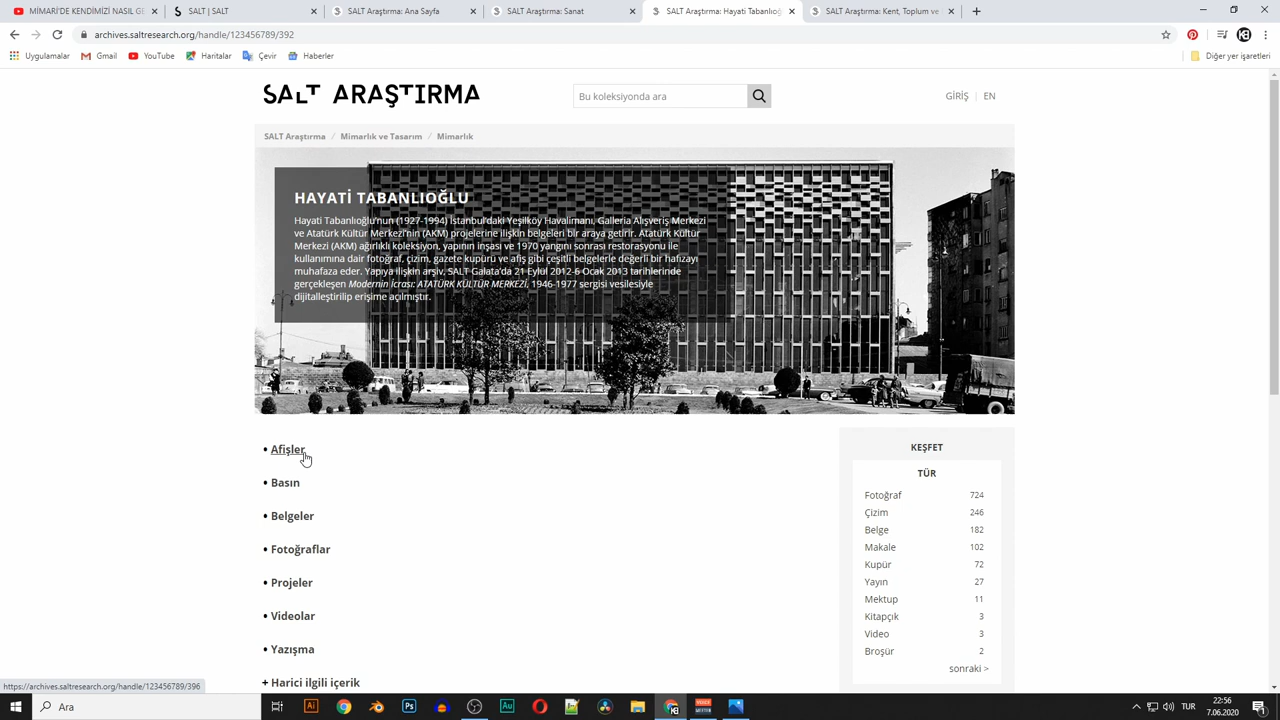 MİMARİ'DE KENDİMİZİ NASIL GE
SALT | SALT
SALT Araştırma: Ana Sayfa
SALT Araştırma: Sanat
SALT Araştırma: Hayati Tabanlıoğ
SALT Araştırma: Kent, Toplum ve
archives.saltresearch.org/handle/123456789/392
Uygulamalar
Gmail
YouTube
Haritalar
Çevir
Haberler
Diğer yer işaretleri
SALT ARAŞTIRMA
Bu koleksiyonda ara
GİRİŞ | EN
SALT Araştırma / Mimarlık ve Tasarım / Mimarlık
HAYATİ TABANLIOĞLU
Hayati Tabanlıoğlu'nun (1927-1994) İstanbul'daki Yeşilköy Havalimanı, Galleria Alışveriş Merkezi
ve Atatürk Kültür Merkezi'nin (AKM) projelerine ilişkin belgeleri bir araya getirir. Atatürk Kültür
Merkezi (AKM) ağırlıklı koleksiyon, yapının inşası ve 1970 yangını sonrası restorasyonu ile
kullanımına dair fotoğraf, çizim, gazete kupürü ve afiş gibi çeşitli belgelerle değerli bir hafızayı
muhafaza eder. Yapıya ilişkin arşiv, SALT Galata'da 21 Eylül 2012-6 Ocak 2013 tarihlerinde
gerçekleşen Modernin İcrası: ATATÜRK KÜLTÜR MERKEZİ, 1946-1977 sergisi vesilesiyle
dijitalleştirilip erişime açılmıştır.
• Afişler
• Basın
• Belgeler
• Fotoğraflar
• Projeler
• Videolar
• Yazışma
+ Harici ilgili içerik
KEŞFET
TÜR
Fotoğraf 724
Çizim 246
Belge 182
Makale 102
Kupür 72
Yayın 27
Mektup 11
Kitapçık 3
Video 3
Broşür 2
sonraki >
https://archives.saltresearch.org/handle/123456789/396
Ara
Ai
Ps
Au
TUR
22:56
7.06.2020